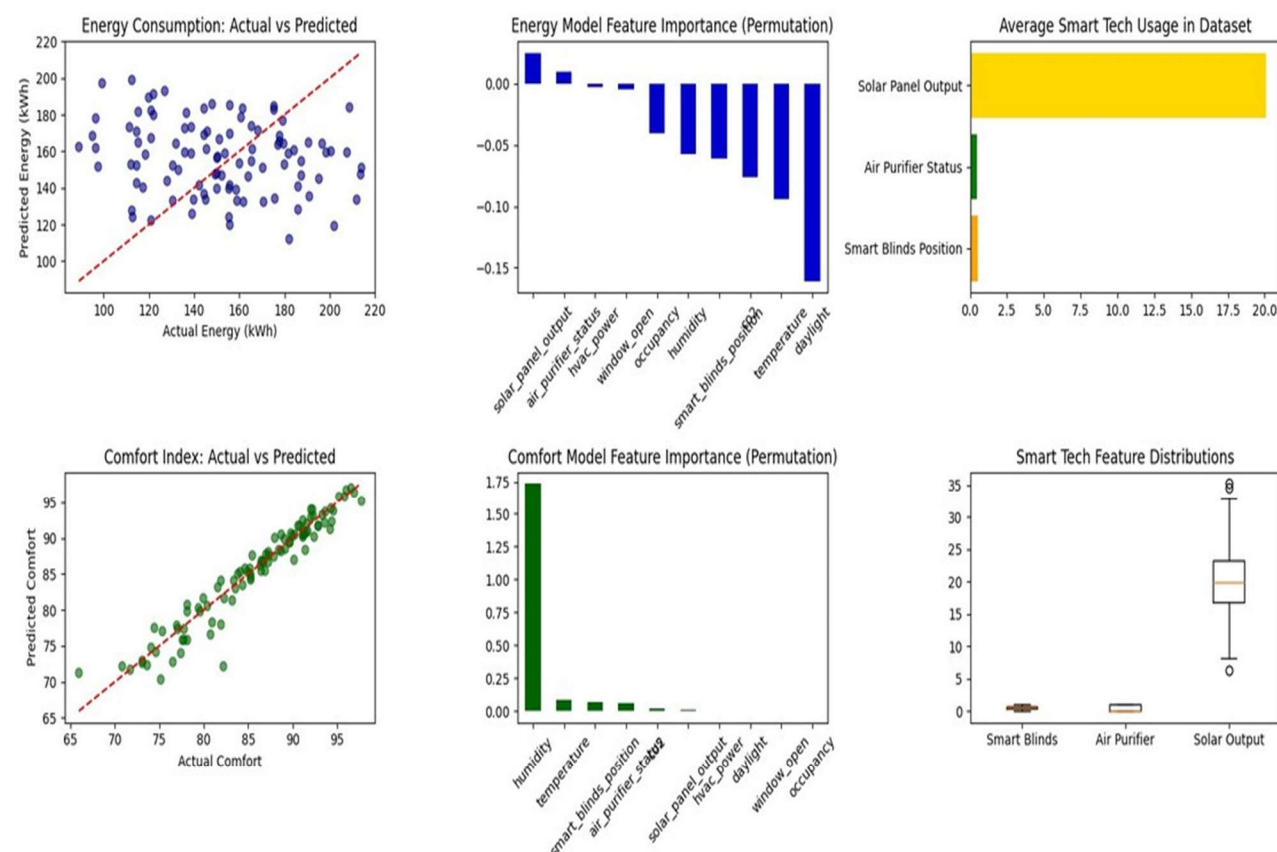 Energy Consumption: Actual vs Predicted
220
200
180
160
140
120
100
Predicted Energy (kWh)
100 120 140 160 180 200 220
Actual Energy (kWh)
Energy Model Feature Importance (Permutation)
0.00
−0.05
−0.10
−0.15
solar_panel_output
air_purifier_status
hvac_power
window_open
occupancy
humidity
smart_blinds_position
co2
temperature
daylight
Average Smart Tech Usage in Dataset
Solar Panel Output
Air Purifier Status
Smart Blinds Position
0.0 2.5 5.0 7.5 10.0 12.5 15.0 17.5 20.0
Comfort Index: Actual vs Predicted
95
90
85
80
75
70
65
Predicted Comfort
65 70 75 80 85 90 95
Actual Comfort
Comfort Model Feature Importance (Permutation)
1.75
1.50
1.25
1.00
0.75
0.50
0.25
0.00
humidity
temperature
smart_blinds_position
air_purifier_status
co2
solar_panel_output
hvac_power
daylight
window_open
occupancy
Smart Tech Feature Distributions
35
30
25
20
15
10
5
0
Smart Blinds Air Purifier Solar Output